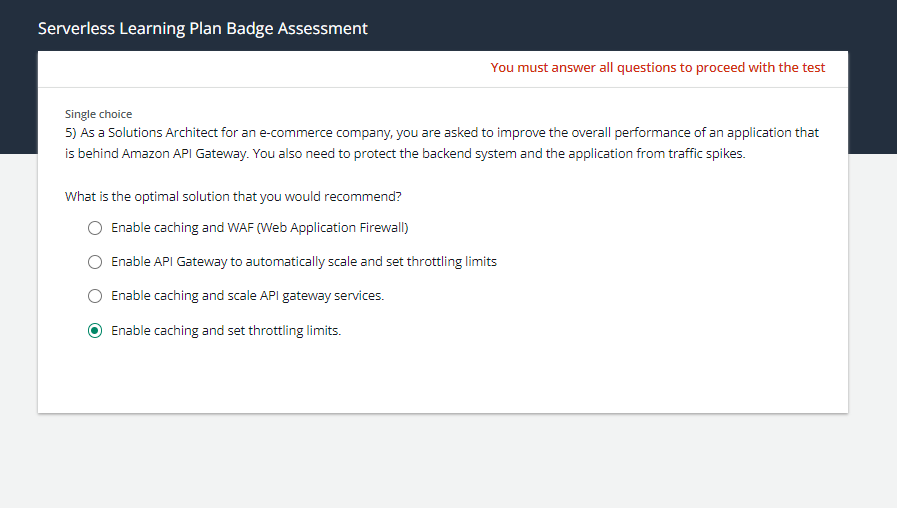 Serverless Learning Plan Badge Assessment
You must answer all questions to proceed with the test
Single choice
5) As a Solutions Architect for an e-commerce company, you are asked to improve the overall performance of an application that
is behind Amazon API Gateway. You also need to protect the backend system and the application from traffic spikes.
What is the optimal solution that you would recommend?
Enable caching and WAF (Web Application Firewall)
Enable API Gateway to automatically scale and set throttling limits
Enable caching and scale API gateway services.
Enable caching and set throttling limits.